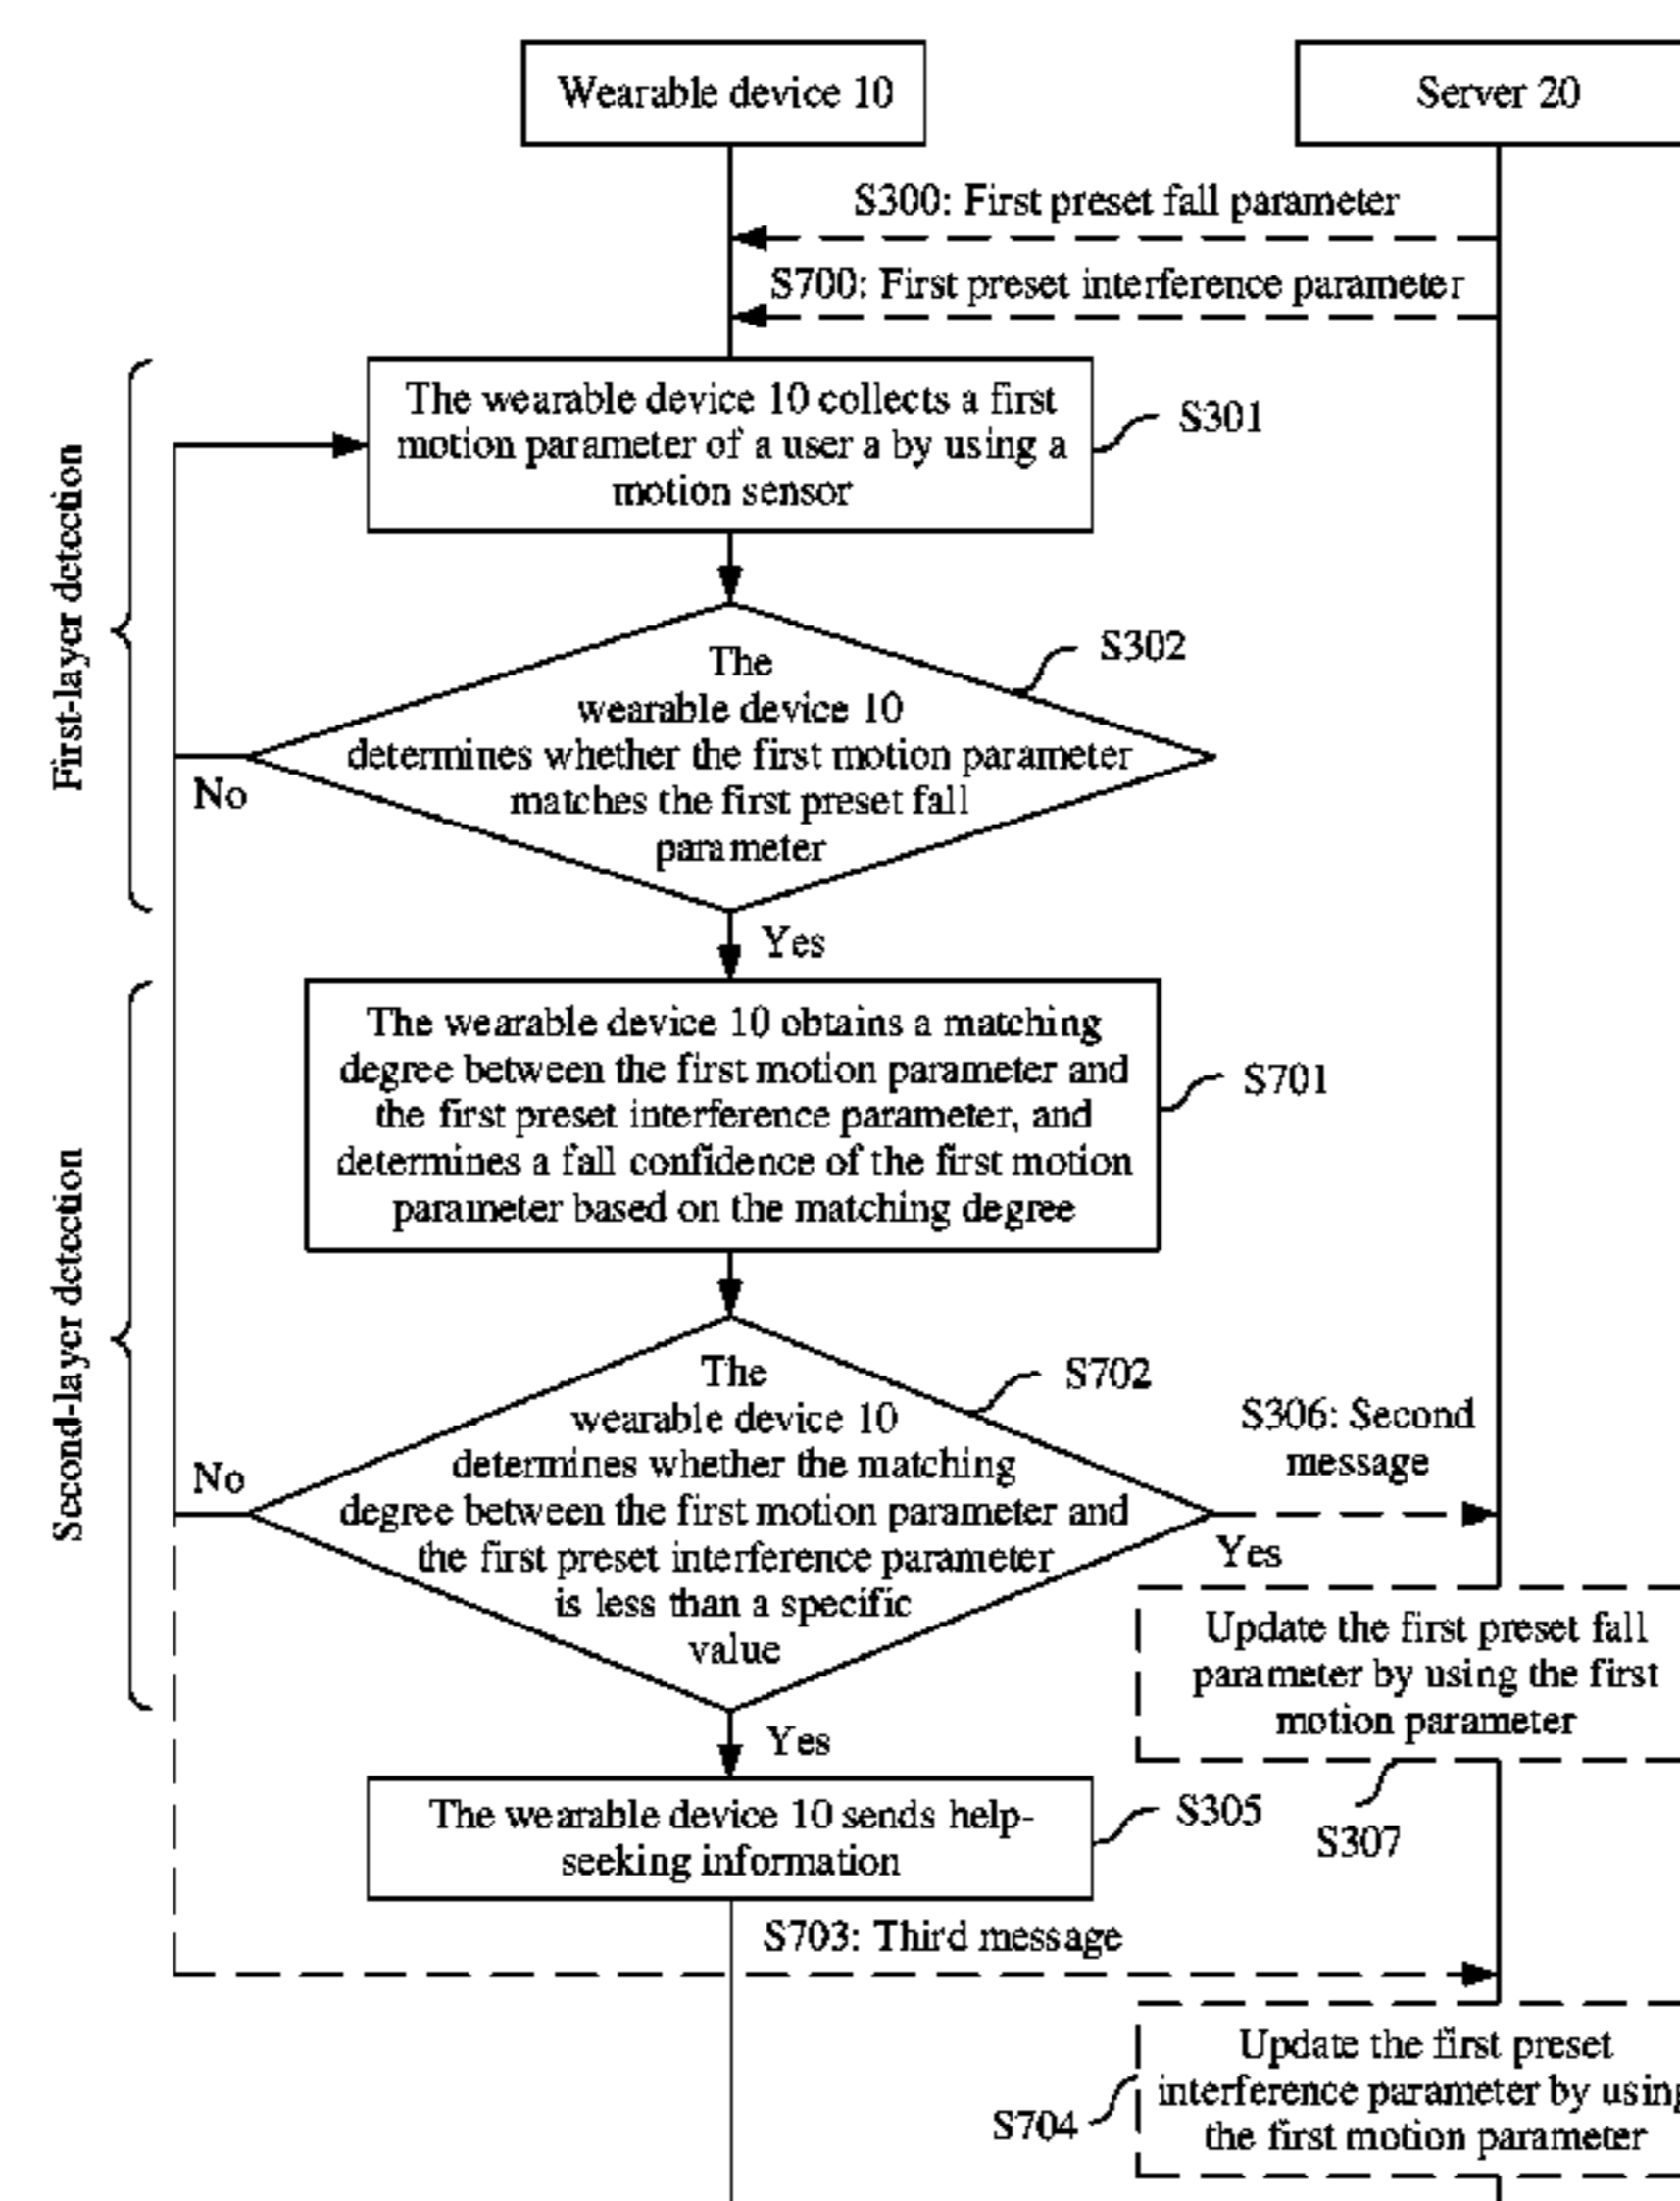 Wearable device 10
Server 20
S300: First preset fall parameter
S700: First preset interference parameter
First-layer detection
The wearable device 10 collects a first
motion parameter of a user a by using a
motion sensor
S301
The
wearable device 10
determines whether the first motion parameter
matches the first preset fall
parameter
S302
No
Yes
Second-layer detection
The wearable device 10 obtains a matching
degree between the first motion parameter and
the first preset interference parameter, and
determines a fall confidence of the first motion
parameter based on the matching degree
S701
The
wearable device 10
determines whether the matching
degree between the first motion parameter and
the first preset interference parameter
is less than a specific
value
S702
No
S306: Second
message
Yes
Update the first preset fall
parameter by using the first
motion parameter
S307
Yes
The wearable device 10 sends help-
seeking information
S305
S703: Third message
Update the first preset
interference parameter by using
the first motion parameter
S704